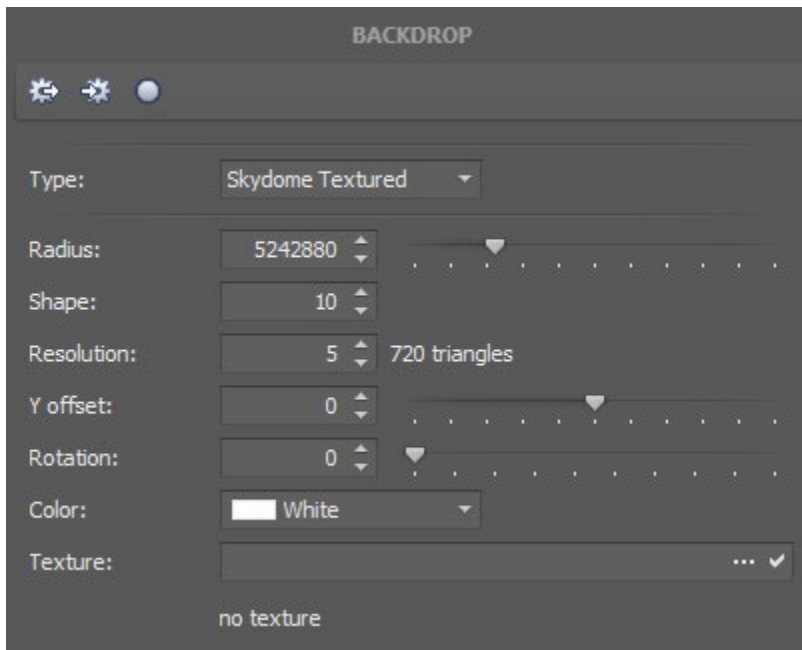 BACKDROP
Type: Skydome Textured
Radius: 5242880
Shape: 10
Resolution: 5 720 triangles
Y offset: 0
Rotation: 0
Color: White
Texture: ...
no texture